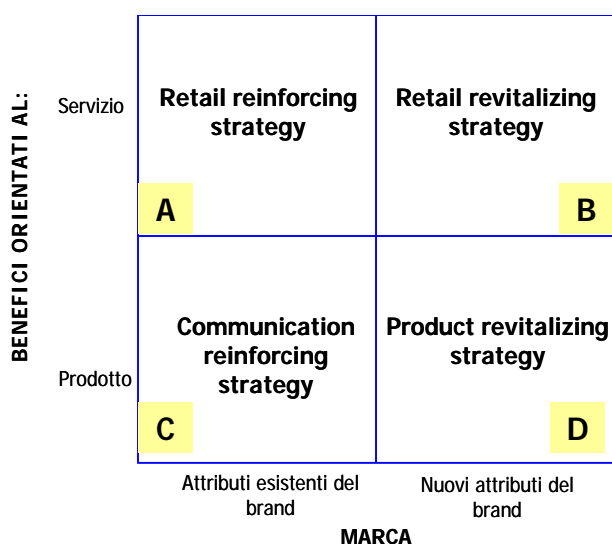 BENEFICI ORIENTATI AL:
Servizio
Retail reinforcing
strategy
A
Retail revitalizing
strategy
B
Prodotto
Communication
reinforcing
strategy
C
Product revitalizing
strategy
D
Attributi esistenti del
brand
Nuovi attributi del
brand
MARCA